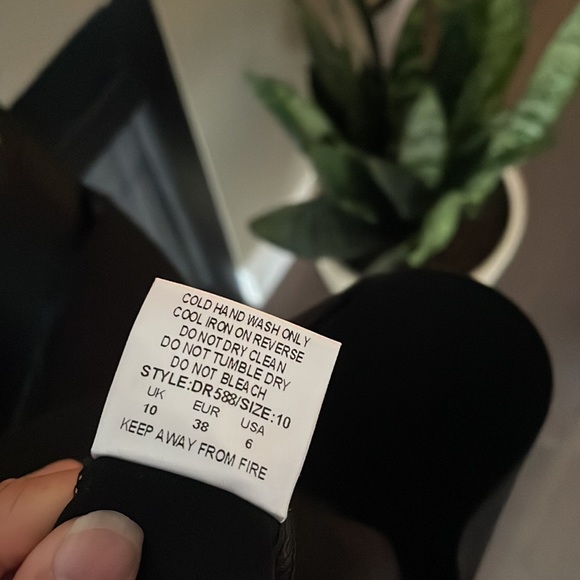 COLD HAND WASH ONLY
COOL IRON ON REVERSE
DO NOT DRY CLEAN
DO NOT TUMBLE DRY
DO NOT BLEACH
STYLE:DR588/SIZE:10
UK EUR USA
10 38 6
KEEP AWAY FROM FIRE